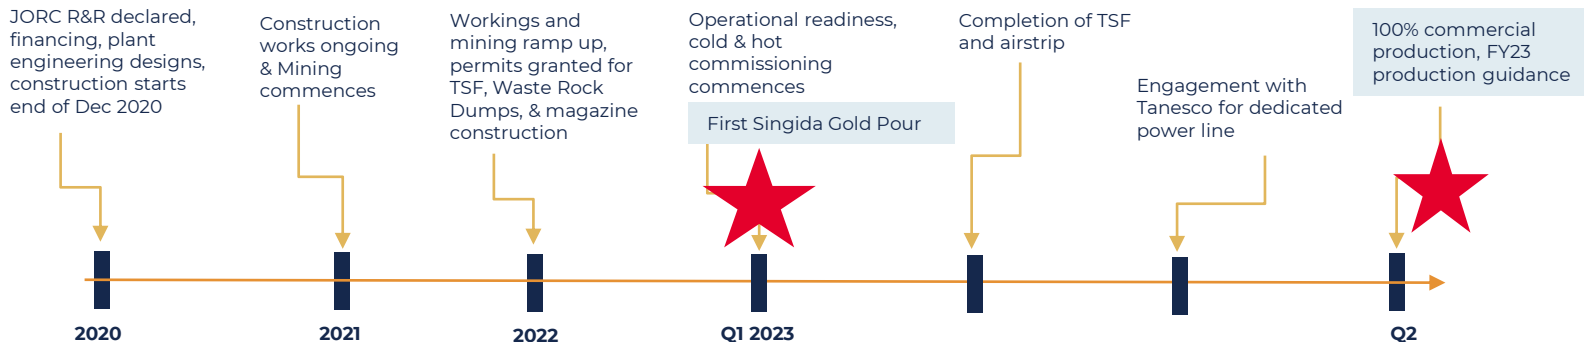 JORC R&R declared,
financing, plant
engineering designs,
construction starts
end of Dec 2020
Construction
works ongoing
& Mining
commences
Workings and
mining ramp up,
permits granted for
TSF, Waste Rock
Dumps, & magazine
construction
Operational readiness,
cold & hot
commissioning
commences
First Singida Gold Pour
Completion of TSF
and airstrip
Engagement with
Tanesco for dedicated
power line
100% commercial
production, FY23
production guidance
2020
2021
2022
Q1 2023
Q2